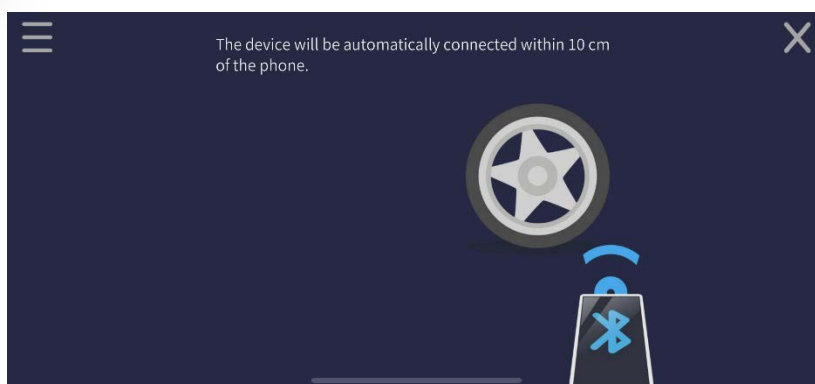 The device will be automatically connected within 10 cm
of the phone.